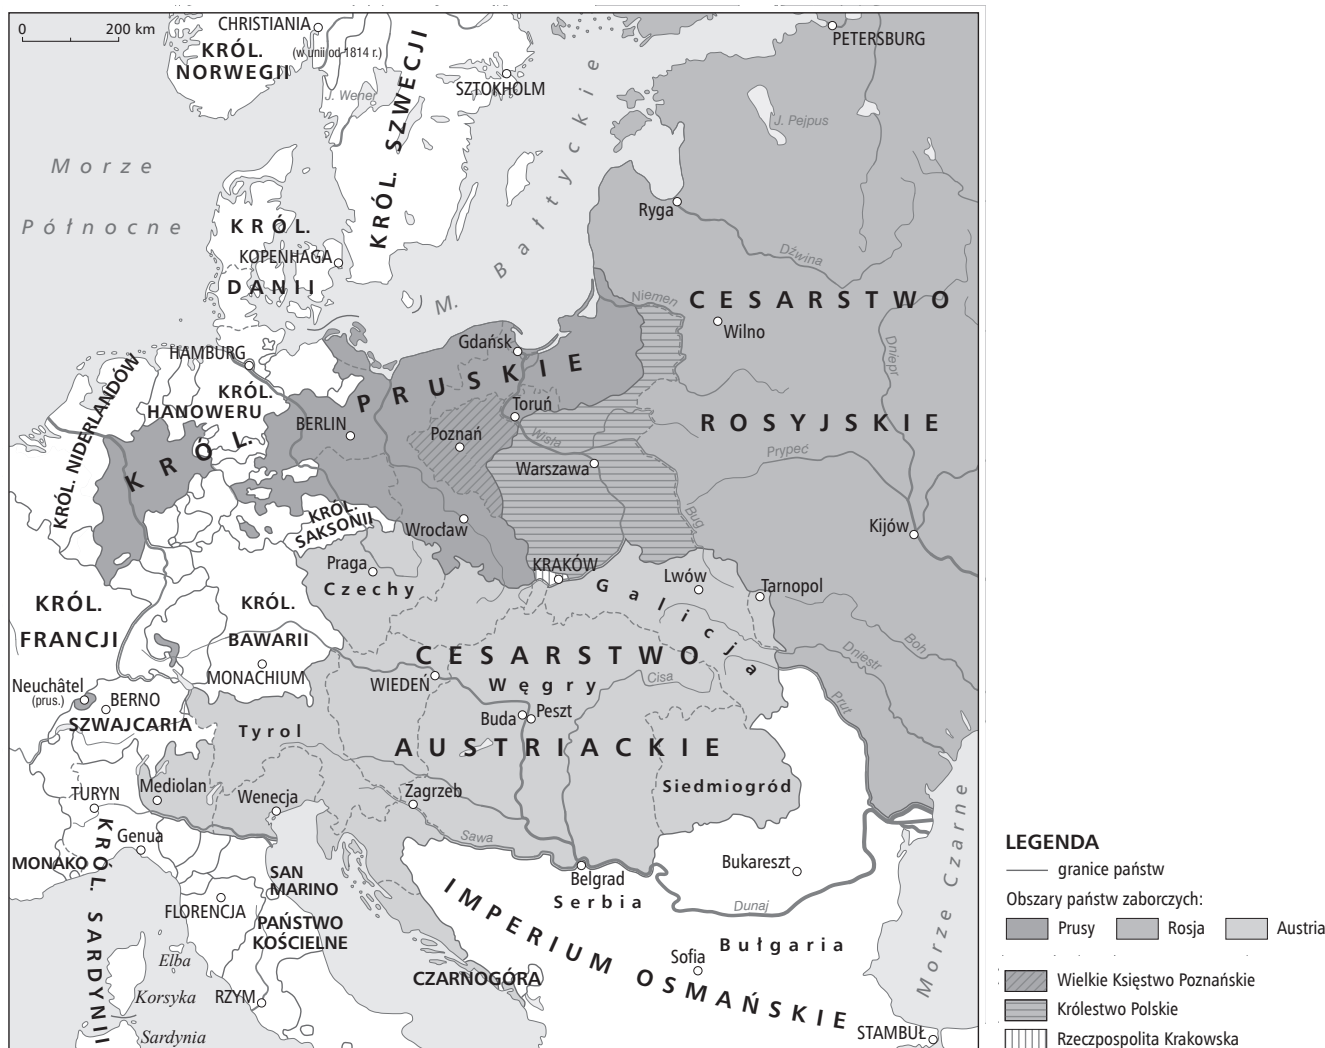 0 200 km
CHRISTIANIA
KRÓL.
NORWEGII
(w unii od 1814 r.)
J. Wener
KRÓL. SZWECJI
SZTOKHOLM
PETERSBURG
J. Pejpus
Morze
Północne
M. Bałtyckie
KRÓL.
KOPENHAGA
DANII
Ryga
Dźwina
Niemen
CESARSTWO
Wilno
Dniepr
HAMBURG
Gdańsk
KRÓL. NIDERLANDÓW
KRÓL.
HANOWERU
KRÓL. PRUSKIE
BERLIN
Toruń
Poznań
Wisła
ROSYJSKIE
Warszawa
Prypeć
Bug
KRÓL.
SAKSONII
Wrocław
Kijów
Praga
Czechy
KRAKÓW
Galicja
Lwów
Tarnopol
KRÓL.
FRANCJI
KRÓL.
BAWARII
MONACHIUM
CESARSTWO
Boh
Dniestr
Prut
Neuchâtel
(prus.)
BERNO
SZWAJCARIA
WIEDEŃ
Węgry
Cisa
Buda
Peszt
Tyrol
AUSTRIACKIE
Siedmiogród
TURYN
Mediolan
Wenecja
Zagrzeb
Sawa
Genua
MONAKO
KRÓL. SARDYNII
SAN
MARINO
FLORENCJA
PAŃSTWO
KOŚCIELNE
Belgrad
Serbia
Bukareszt
Dunaj
Morze Czarne
IMPERIUM OSMAŃSKIE
Bułgaria
Sofia
Elba
Korsyka
RZYM
Sardynia
CZARNOGÓRA
STAMBUŁ
LEGENDA
granice państw
Obszary państw zaborczych:
Prusy Rosja Austria
Wielkie Księstwo Poznańskie
Królestwo Polskie
Rzeczpospolita Krakowska